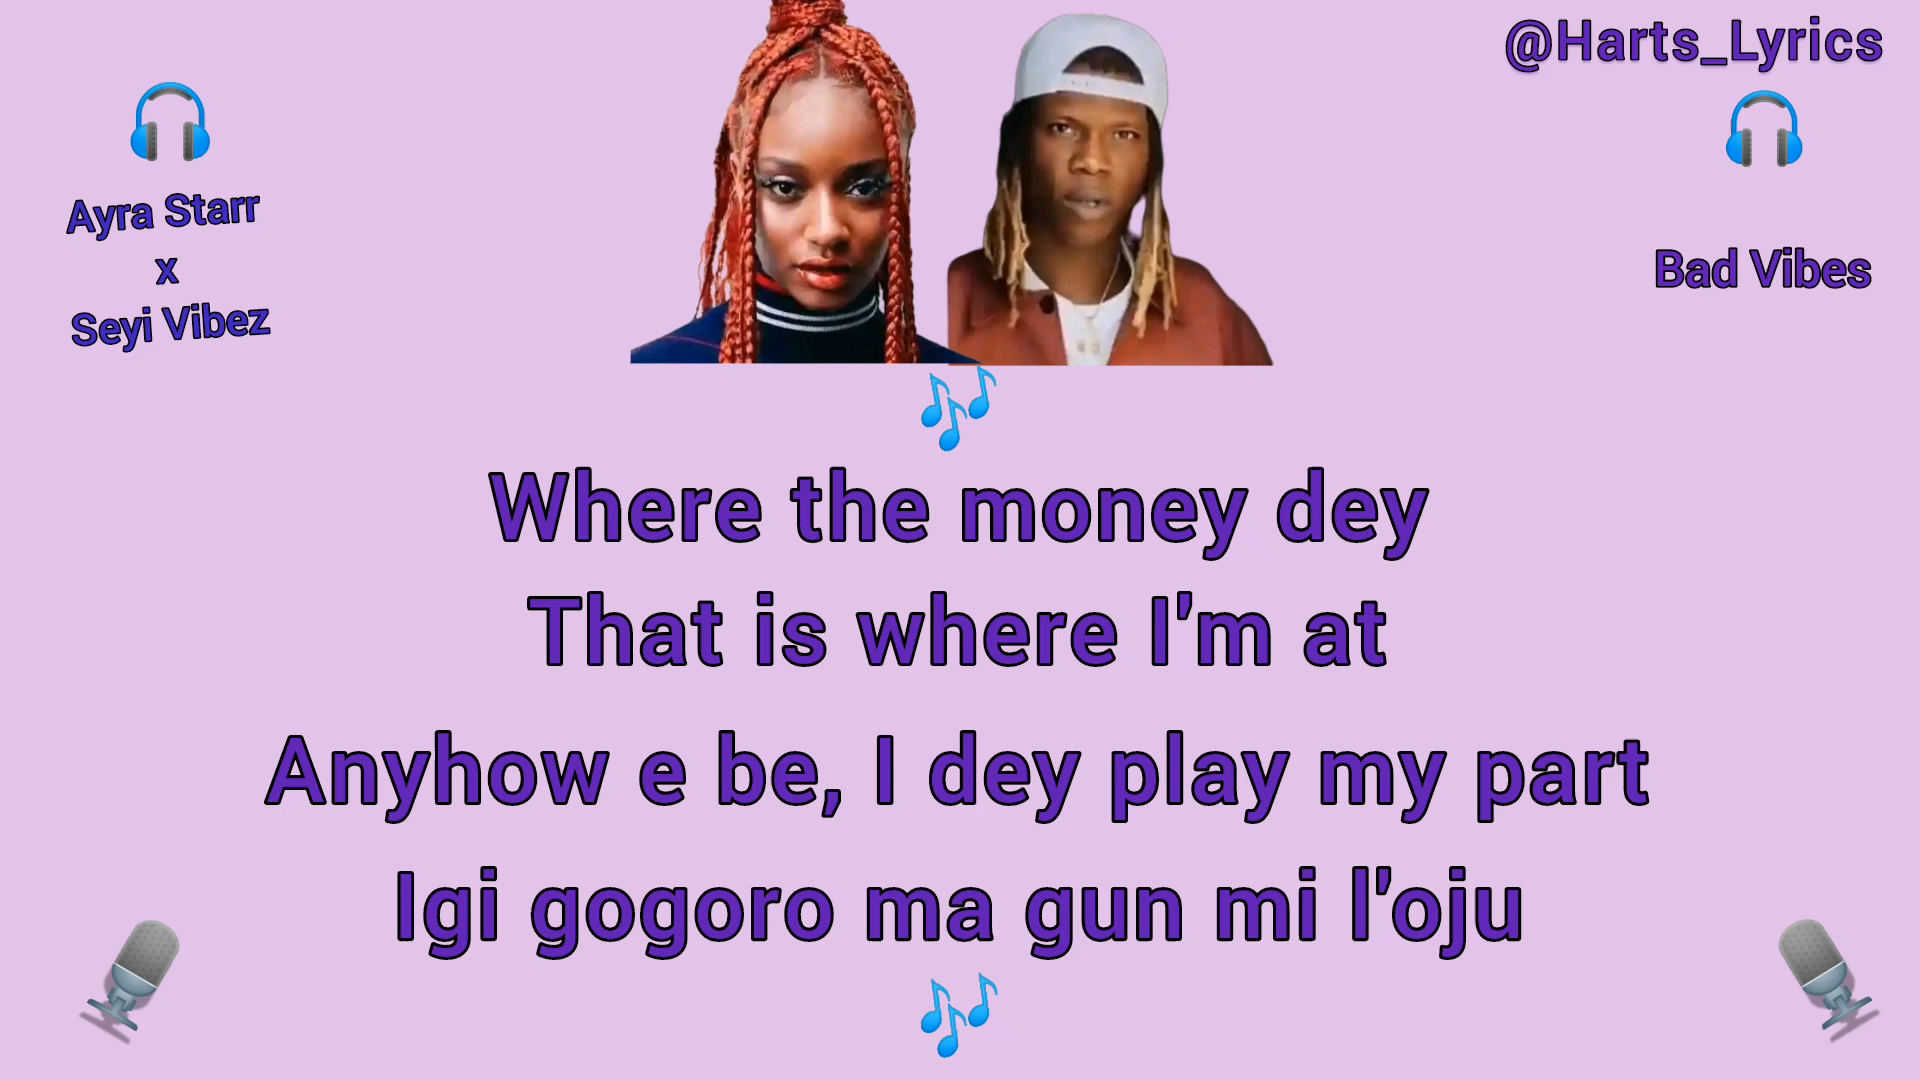 @Harts_Lyrics
Ayra Starr
x
Seyi Vibez
Bad Vibes
Where the money dey
That is where I'm at
Anyhow e be, I dey play my part
Igi gogoro ma gun mi l'oju